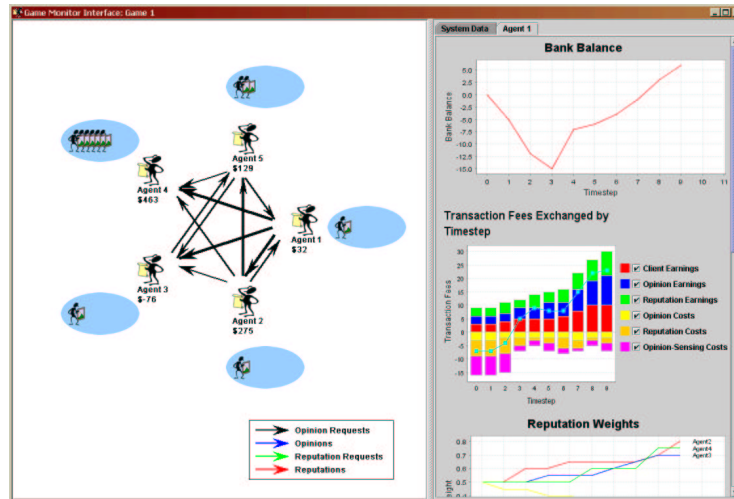 Game Monitor Interface: Game 1
Agent 5
$129
Agent 4
$463
Agent 1
$32
Agent 3
$-76
Agent 2
$275
Opinion Requests
Opinions
Reputation Requests
Reputations
System Data
Agent 1
Bank Balance
Bank Balance
5.0
2.5
0.0
-2.5
-5.0
-7.5
-10.0
-12.5
-15.0
0 1 2 3 4 5 6 7 8 9 10 11
Timestep
Transaction Fees Exchanged by
Timestep
Transaction Fees
30
25
20
15
10
5
0
-5
-10
-15
0 1 2 3 4 5 6 7 8 9
Timestep
Client Earnings
Opinion Earnings
Reputation Earnings
Opinion Costs
Reputation Costs
Opinion-Sensing Costs
Reputation Weights
0.8
0.7
0.6
0.5
0.4
Agent2
Agent4
Agent3